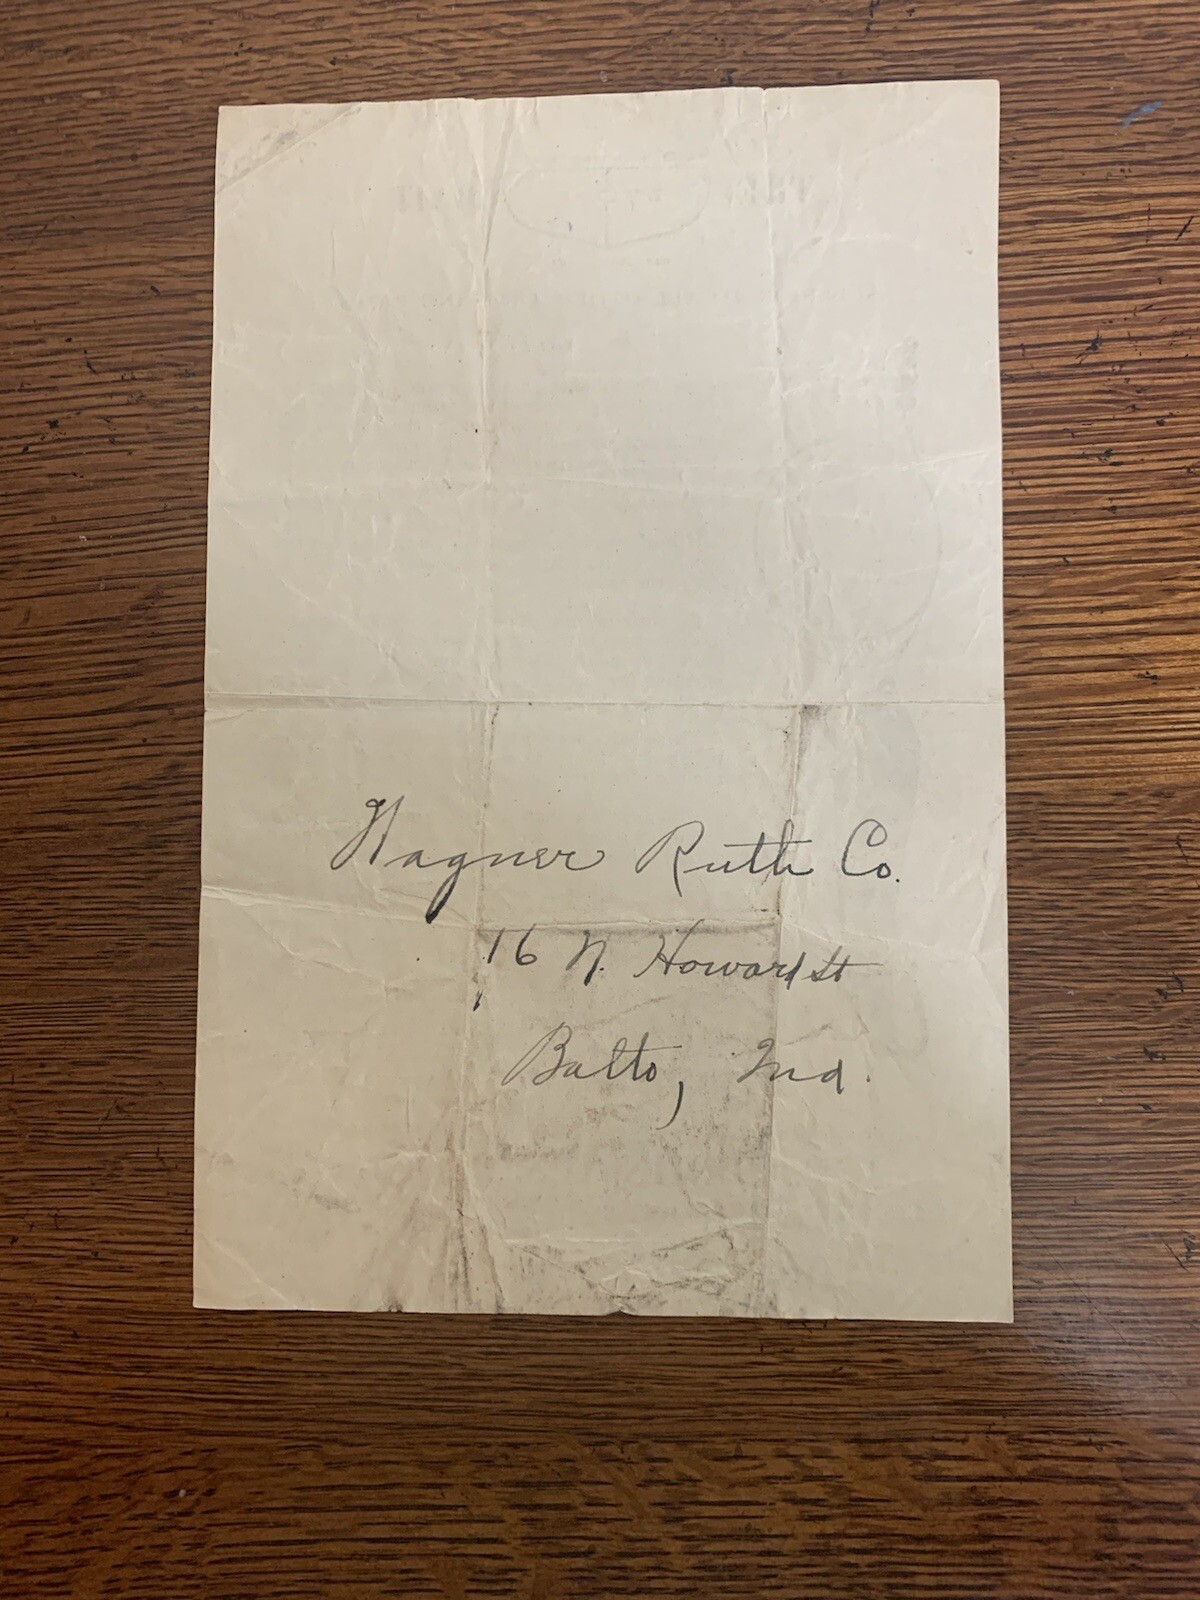 Wagner Ruth Co.
16 N. Howard St
Balto, Md.